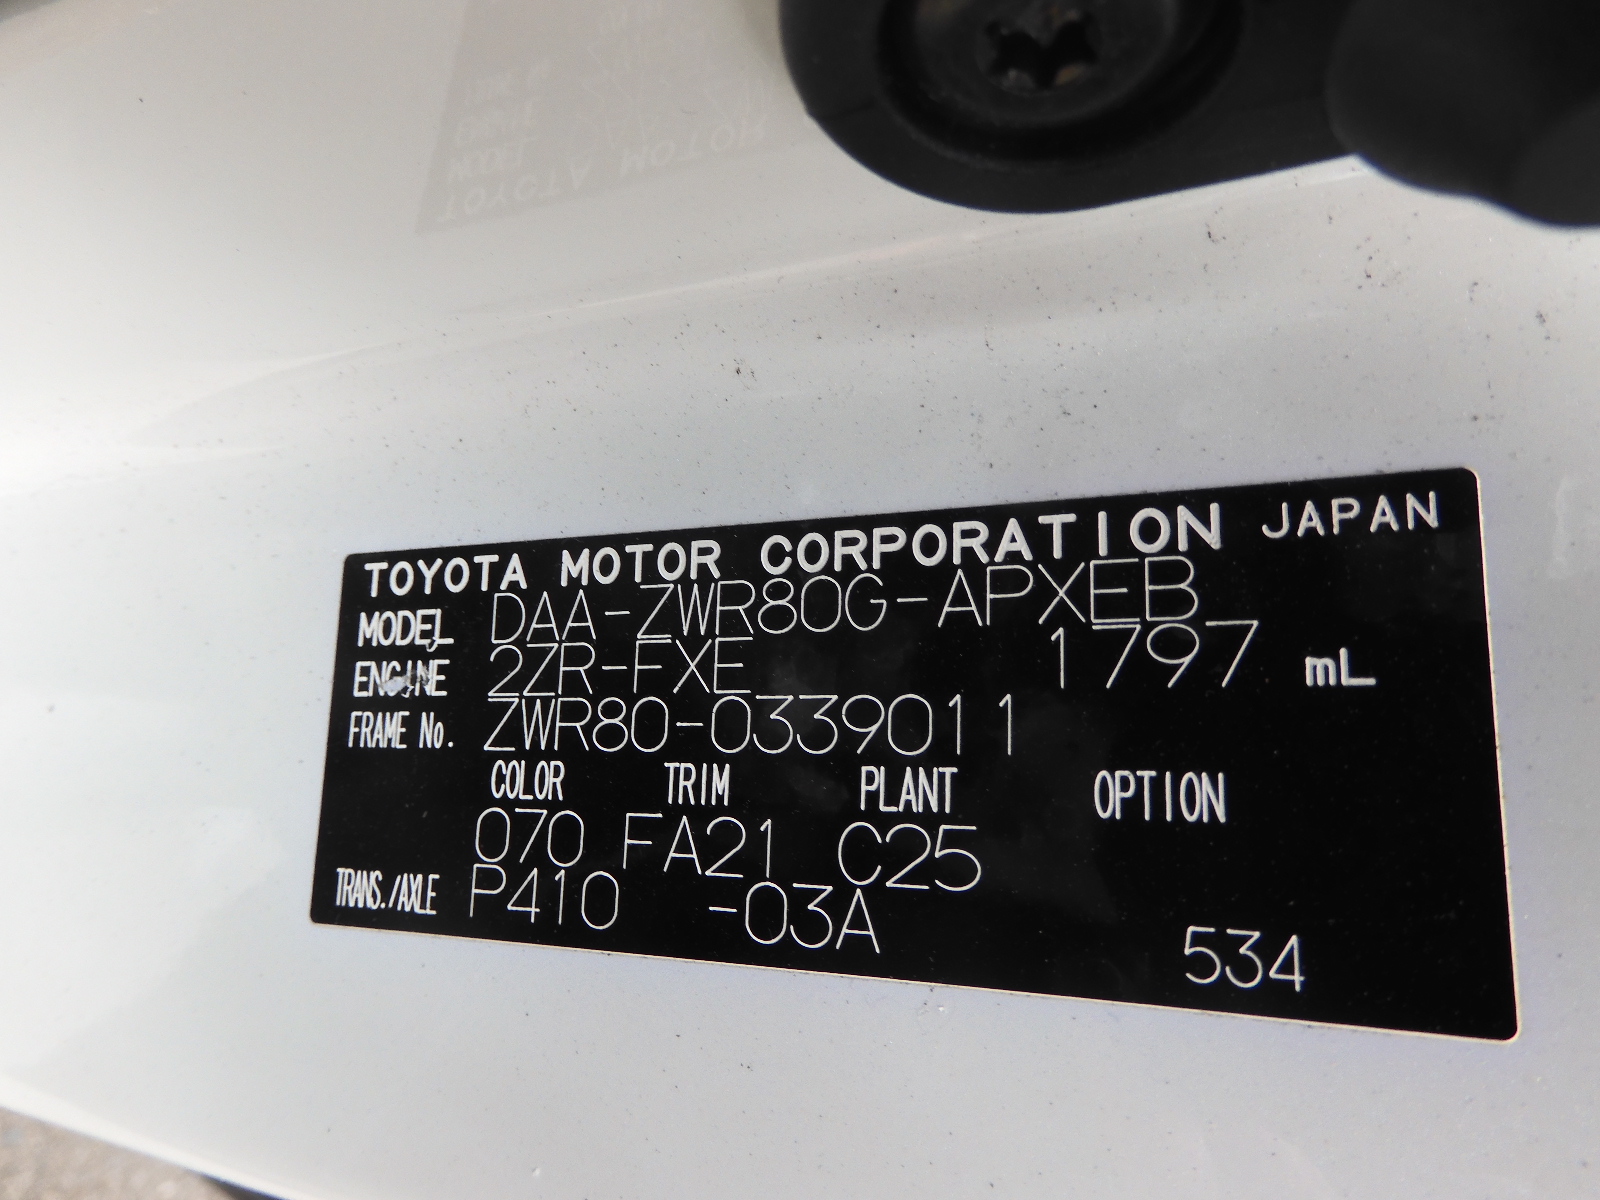 TOYOTA MOTOR CORPORATION JAPAN
MODEL DAA-ZWR80G-APXEB
ENGINE 2ZR-FXE 1797 mL
FRAME No. ZWR80-0339011
COLOR TRIM PLANT OPTION
070 FA21 C25
TRANS./AXLE P410 -03A
534